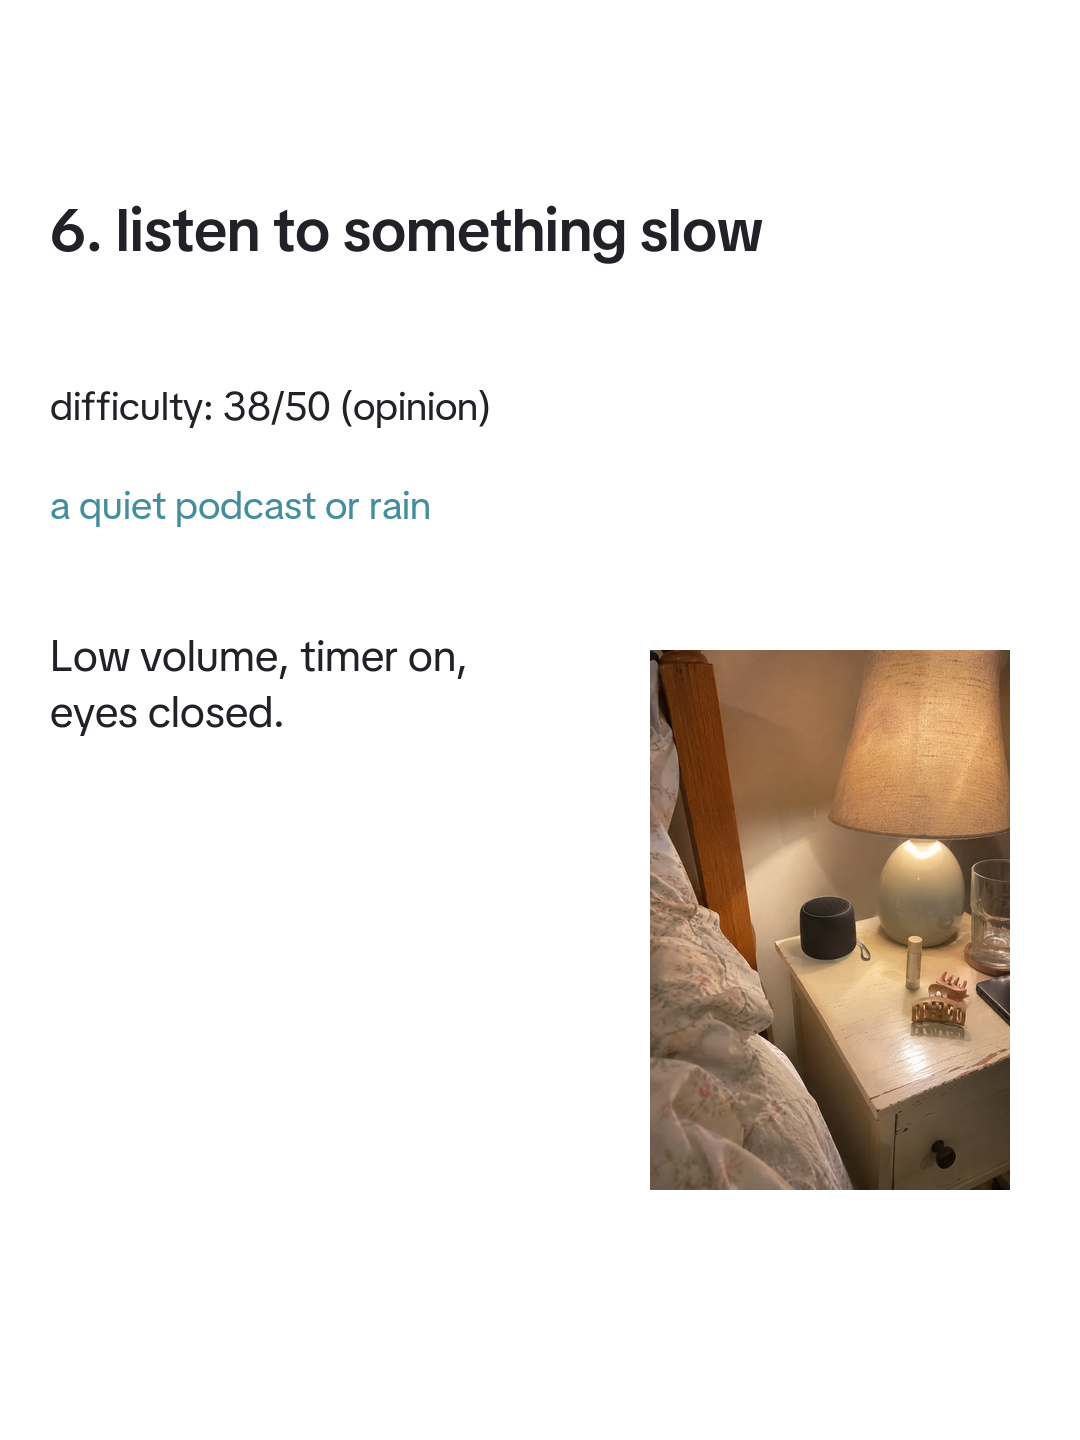 6. listen to something slow
difficulty: 38/50 (opinion)
a quiet podcast or rain
Low volume, timer on,
eyes closed.